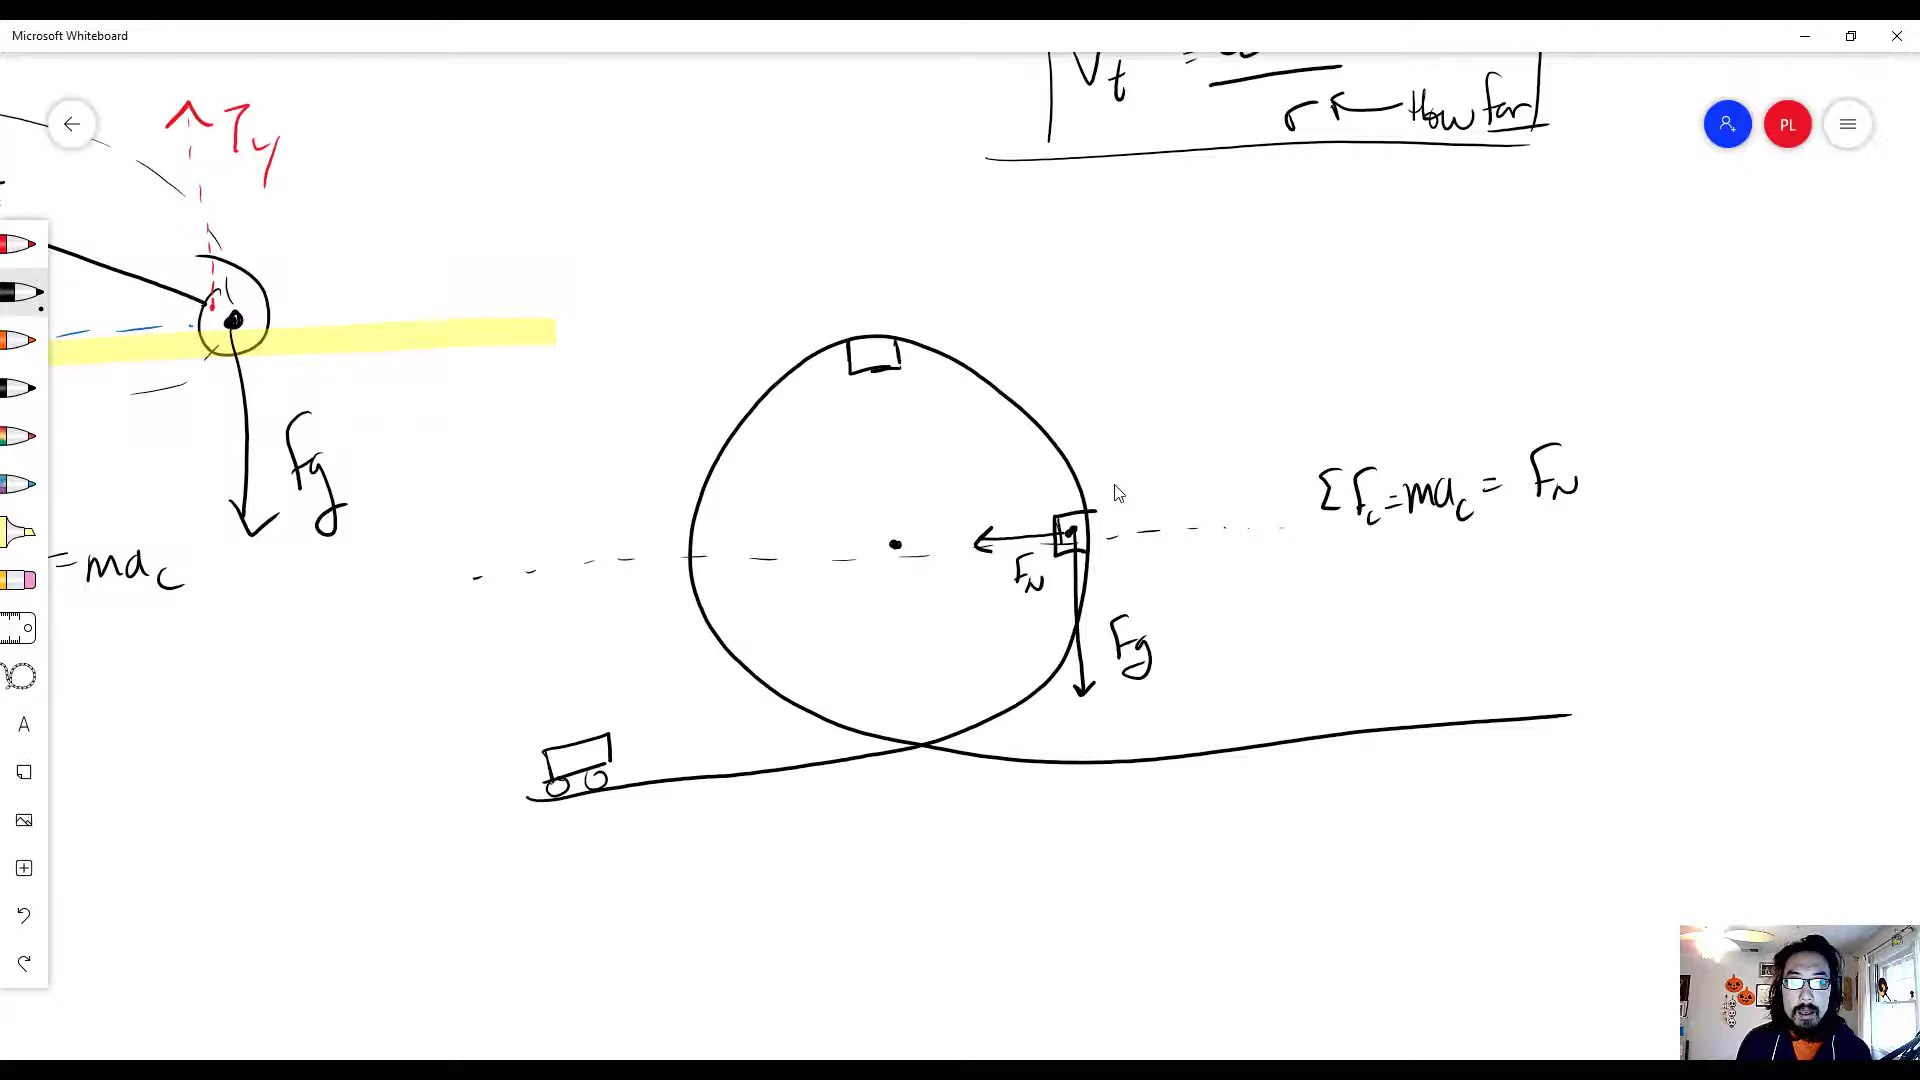 Microsoft Whiteboard
V_t =
r ← How far
T_y
PL
F_g
ΣF_c = ma_c = F_N
F_N
= ma_c
F_g
A